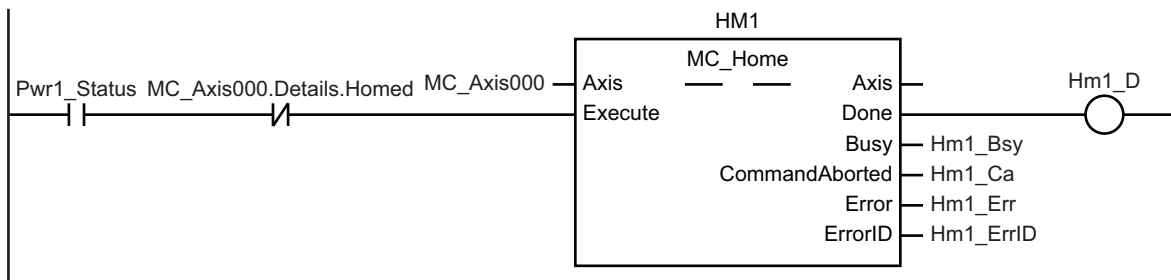 HM1
MC_Home
Pwr1_Status MC_Axis000.Details.Homed MC_Axis000 Axis Axis Hm1_D
Execute Done
Busy Hm1_Bsy
CommandAborted Hm1_Ca
Error Hm1_Err
ErrorID Hm1_ErrID